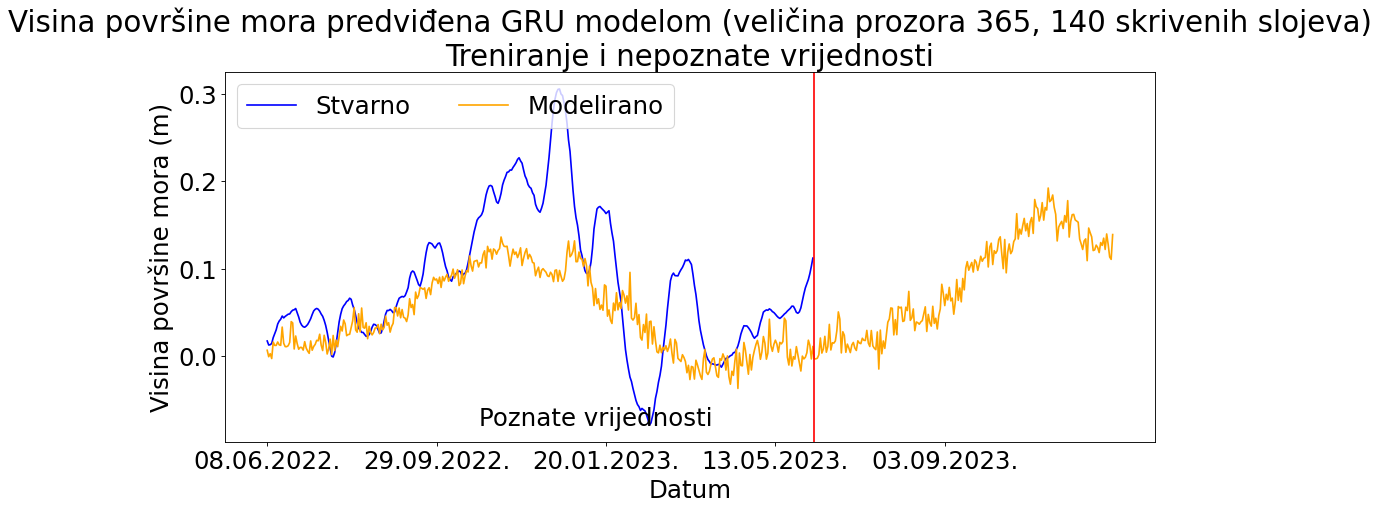 Visina površine mora predviđena GRU modelom (veličina prozora 365, 140 skrivenih slojeva)
Treniranje i nepoznate vrijednosti
Stvarno Modelirano
Visina površine mora (m)
0.3
0.2
0.1
0.0
Poznate vrijednosti
08.06.2022. 29.09.2022. 20.01.2023. 13.05.2023. 03.09.2023.
Datum